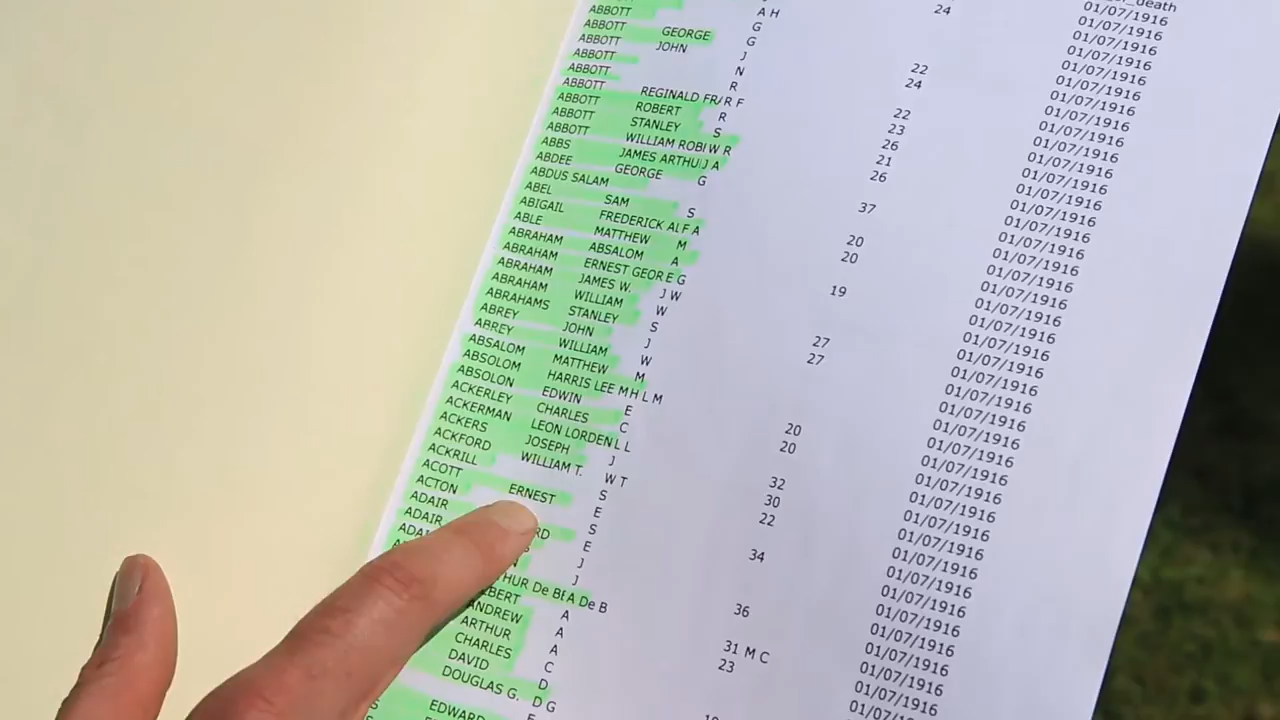 _death
ABBOTT A H 24 01/07/1916
ABBOTT G 01/07/1916
ABBOTT GEORGE G 01/07/1916
ABBOTT JOHN J 22 01/07/1916
ABBOTT N 24 01/07/1916
ABBOTT R 01/07/1916
ABBOTT REGINALD FRA R F 22 01/07/1916
ABBOTT ROBERT R 23 01/07/1916
ABBOTT STANLEY S 26 01/07/1916
ABBOTT WILLIAM ROBI W R 21 01/07/1916
ABBS JAMES ARTHU J A 26 01/07/1916
ABDEE GEORGE G 01/07/1916
ABDUS SALAM 37 01/07/1916
ABEL SAM S 01/07/1916
ABIGAIL FREDERICK AL F A 20 01/07/1916
ABLE MATTHEW M 20 01/07/1916
ABRAHAM ABSALOM A 01/07/1916
ABRAHAM ERNEST GEOR E G 19 01/07/1916
ABRAHAM JAMES W. J W 01/07/1916
ABRAHAM WILLIAM W 01/07/1916
ABRAHAMS STANLEY S 27 01/07/1916
ABREY JOHN J 27 01/07/1916
ABREY WILLIAM W 01/07/1916
ABSALOM MATTHEW M 01/07/1916
ABSOLOM HARRIS LEE M H L M 01/07/1916
ABSOLON EDWIN E 20 01/07/1916
ACKERLEY CHARLES C 20 01/07/1916
ACKERMAN LEON LORDEN L L 01/07/1916
ACKERS JOSEPH J 32 01/07/1916
ACKFORD WILLIAM T. W T 30 01/07/1916
ACKRILL S 22 01/07/1916
ACOTT ERNEST E 01/07/1916
ACTON S 34 01/07/1916
ADAIR RD E 01/07/1916
ADAIR J 01/07/1916
ADAI J 36 01/07/1916
HUR De BE A De B 01/07/1916
BERT A 31 M C 01/07/1916
ANDREW A 23 01/07/1916
ARTHUR A 01/07/1916
CHARLES C 01/07/1916
DAVID D 01/07/1916
DOUGLAS G. D G 01/07/1916
EDWARD